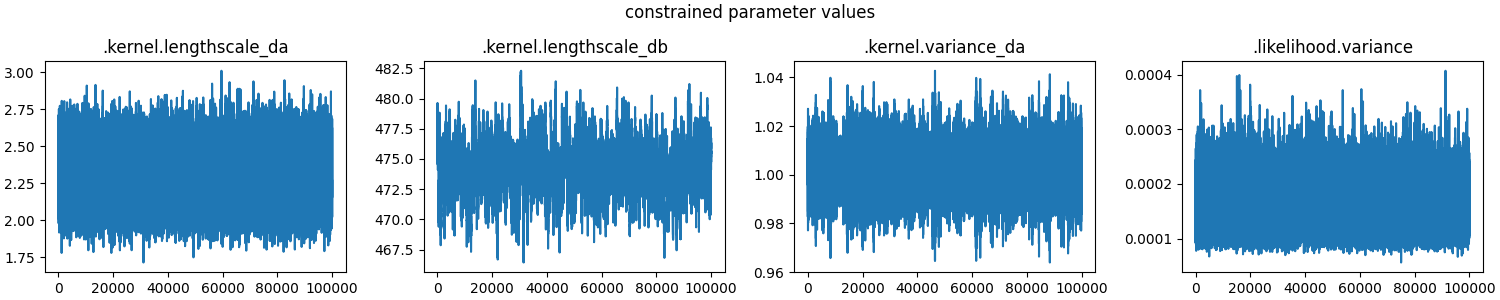 constrained parameter values
.kernel.lengthscale_da
.kernel.lengthscale_db
.kernel.variance_da
.likelihood.variance
3.00
2.75
2.50
2.25
2.00
1.75
0 20000 40000 60000 80000 100000
482.5
480.0
477.5
475.0
472.5
470.0
467.5
0 20000 40000 60000 80000 100000
1.04
1.02
1.00
0.98
0.96
0 20000 40000 60000 80000 100000
0.0004
0.0003
0.0002
0.0001
0 20000 40000 60000 80000 100000